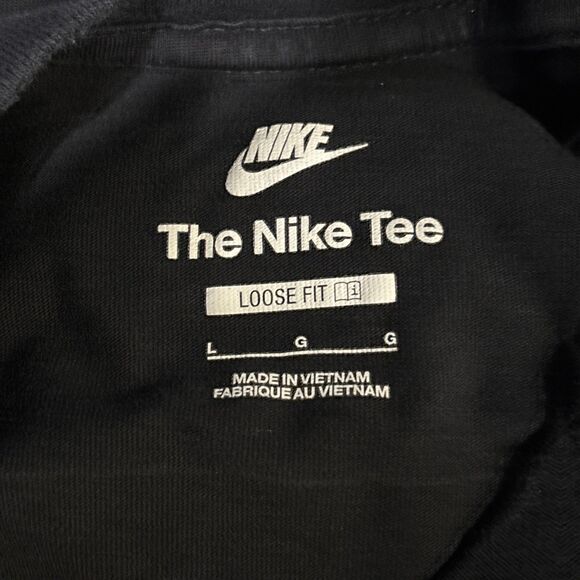 NIKE
The Nike Tee
LOOSE FIT i
L G G
MADE IN VIETNAM
FABRIQUE AU VIETNAM